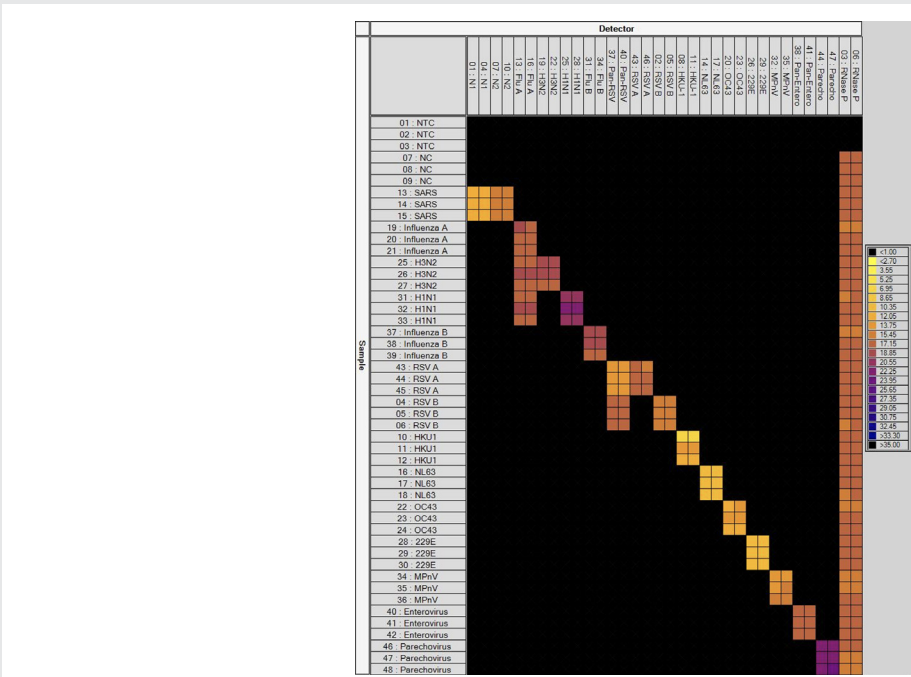 Detector
01 : N1
04 : N1
07 : N2
10 : N2
13 : Flu A
16 : Flu A
19 : H3N2
22 : H3N2
25 : H1N1
28 : H1N1
31 : Flu B
34 : Flu B
37 : Pan-RSV
40 : Pan-RSV
43 : RSV A
46 : RSV A
02 : RSV B
05 : RSV B
08 : HKU-1
11 : HKU-1
14 : NL63
17 : NL63
20 : OC43
23 : OC43
26 : 229E
29 : 229E
32 : MPnV
35 : MPnV
38 : Pan-Entero
41 : Pan-Entero
44 : Parecho
47 : Parecho
03 : RNase P
06 : RNase P
Sample
01 : NTC
02 : NTC
03 : NTC
07 : NC
08 : NC
09 : NC
13 : SARS
14 : SARS
15 : SARS
19 : Influenza A
20 : Influenza A
21 : Influenza A
25 : H3N2
26 : H3N2
27 : H3N2
31 : H1N1
32 : H1N1
33 : H1N1
37 : Influenza B
38 : Influenza B
39 : Influenza B
43 : RSV A
44 : RSV A
45 : RSV A
04 : RSV B
05 : RSV B
06 : RSV B
10 : HKU1
11 : HKU1
12 : HKU1
16 : NL63
17 : NL63
18 : NL63
22 : OC43
23 : OC43
24 : OC43
28 : 229E
29 : 229E
30 : 229E
34 : MPnV
35 : MPnV
36 : MPnV
40 : Enterovirus
41 : Enterovirus
42 : Enterovirus
46 : Parechovirus
47 : Parechovirus
48 : Parechovirus
<1.00
<2.70
3.55
5.25
6.95
8.65
10.35
12.05
13.75
15.45
17.15
18.85
20.55
22.25
23.95
25.65
27.35
29.05
30.75
32.45
>33.30
>35.00